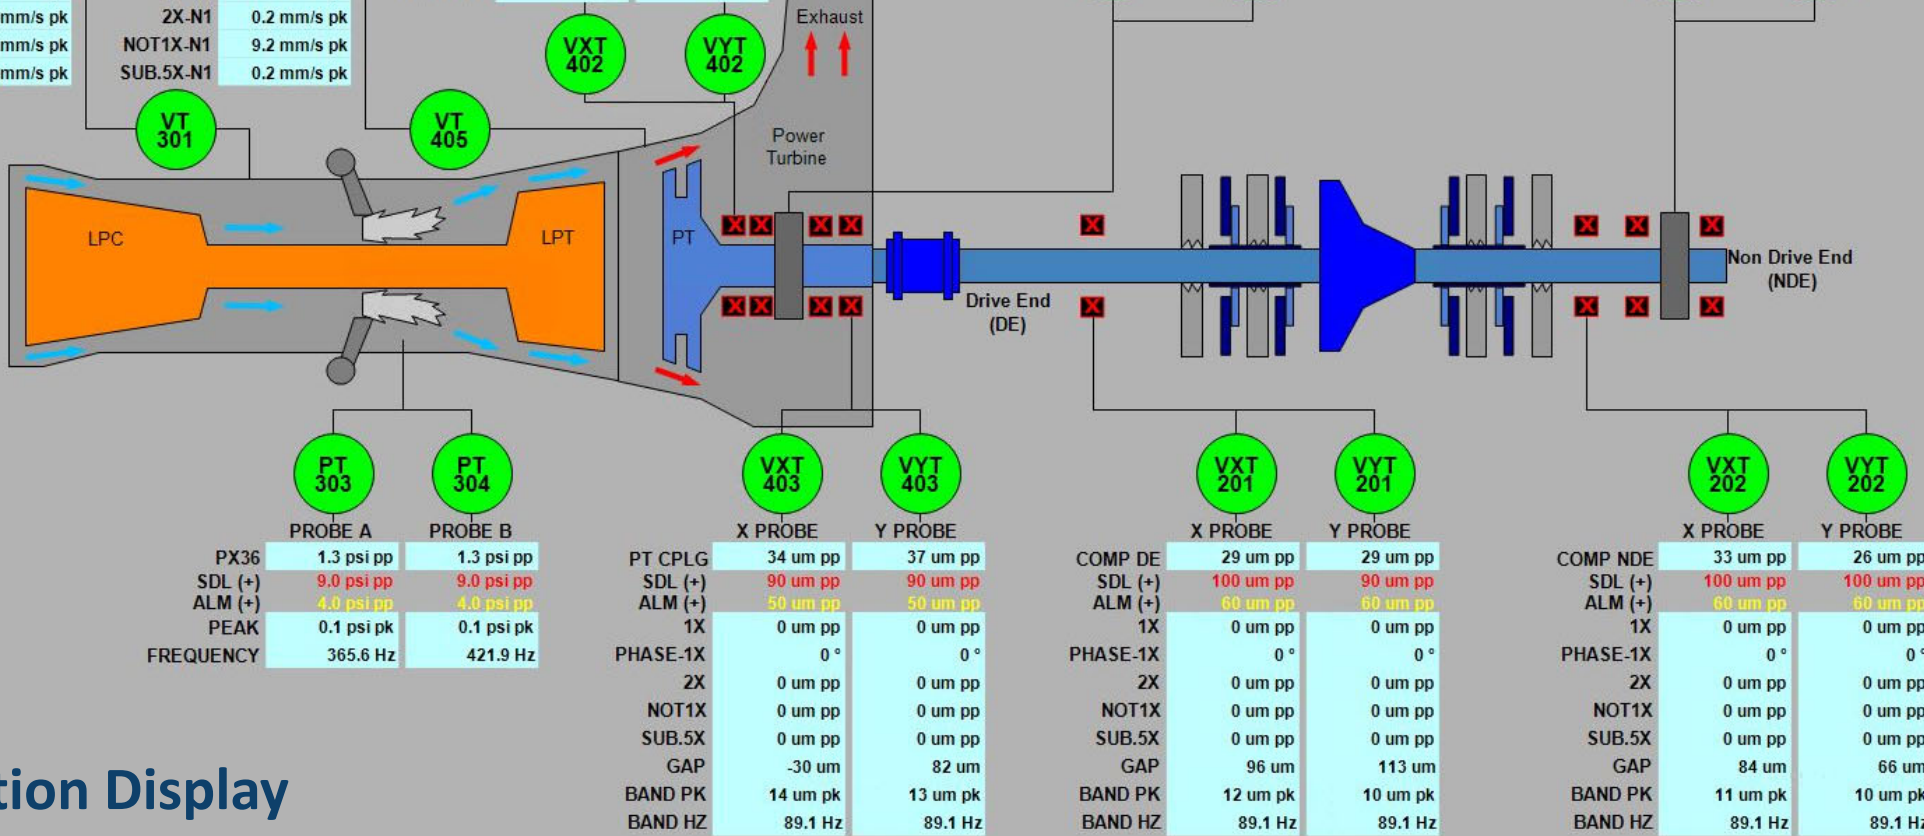 mm/s pk 2X-N1 0.2 mm/s pk
mm/s pk NOT1X-N1 9.2 mm/s pk
mm/s pk SUB.5X-N1 0.2 mm/s pk
Exhaust
VXT
402
VYT
402
VT
301
VT
405
Power
Turbine
LPC
LPT
PT
X X X X X X X X
X X X X X X X X
Drive End
(DE)
Non Drive End
(NDE)
PT
303
PT
304
VXT
403
VYT
403
VXT
201
VYT
201
VXT
202
VYT
202
PROBE A PROBE B
PX36 1.3 psi pp 1.3 psi pp
SDL (+) 9.0 psi pp 9.0 psi pp
ALM (+) 4.0 psi pp 4.0 psi pp
PEAK 0.1 psi pk 0.1 psi pk
FREQUENCY 365.6 Hz 421.9 Hz
X PROBE Y PROBE
PT CPLG 34 um pp 37 um pp
SDL (+) 90 um pp 90 um pp
ALM (+) 50 um pp 50 um pp
1X 0 um pp 0 um pp
PHASE-1X 0 ° 0 °
2X 0 um pp 0 um pp
NOT1X 0 um pp 0 um pp
SUB.5X 0 um pp 0 um pp
GAP -30 um 82 um
BAND PK 14 um pk 13 um pk
BAND HZ 89.1 Hz 89.1 Hz
X PROBE Y PROBE
COMP DE 29 um pp 29 um pp
SDL (+) 100 um pp 90 um pp
ALM (+) 60 um pp 60 um pp
1X 0 um pp 0 um pp
PHASE-1X 0 ° 0 °
2X 0 um pp 0 um pp
NOT1X 0 um pp 0 um pp
SUB.5X 0 um pp 0 um pp
GAP 96 um 113 um
BAND PK 12 um pk 10 um pk
BAND HZ 89.1 Hz 89.1 Hz
X PROBE Y PROBE
COMP NDE 33 um pp 26 um pp
SDL (+) 100 um pp 100 um pp
ALM (+) 60 um pp 60 um pp
1X 0 um pp 0 um pp
PHASE-1X 0 ° 0 °
2X 0 um pp 0 um pp
NOT1X 0 um pp 0 um pp
SUB.5X 0 um pp 0 um pp
GAP 84 um 66 um
BAND PK 11 um pk 10 um pk
BAND HZ 89.1 Hz 89.1 Hz
tion Display